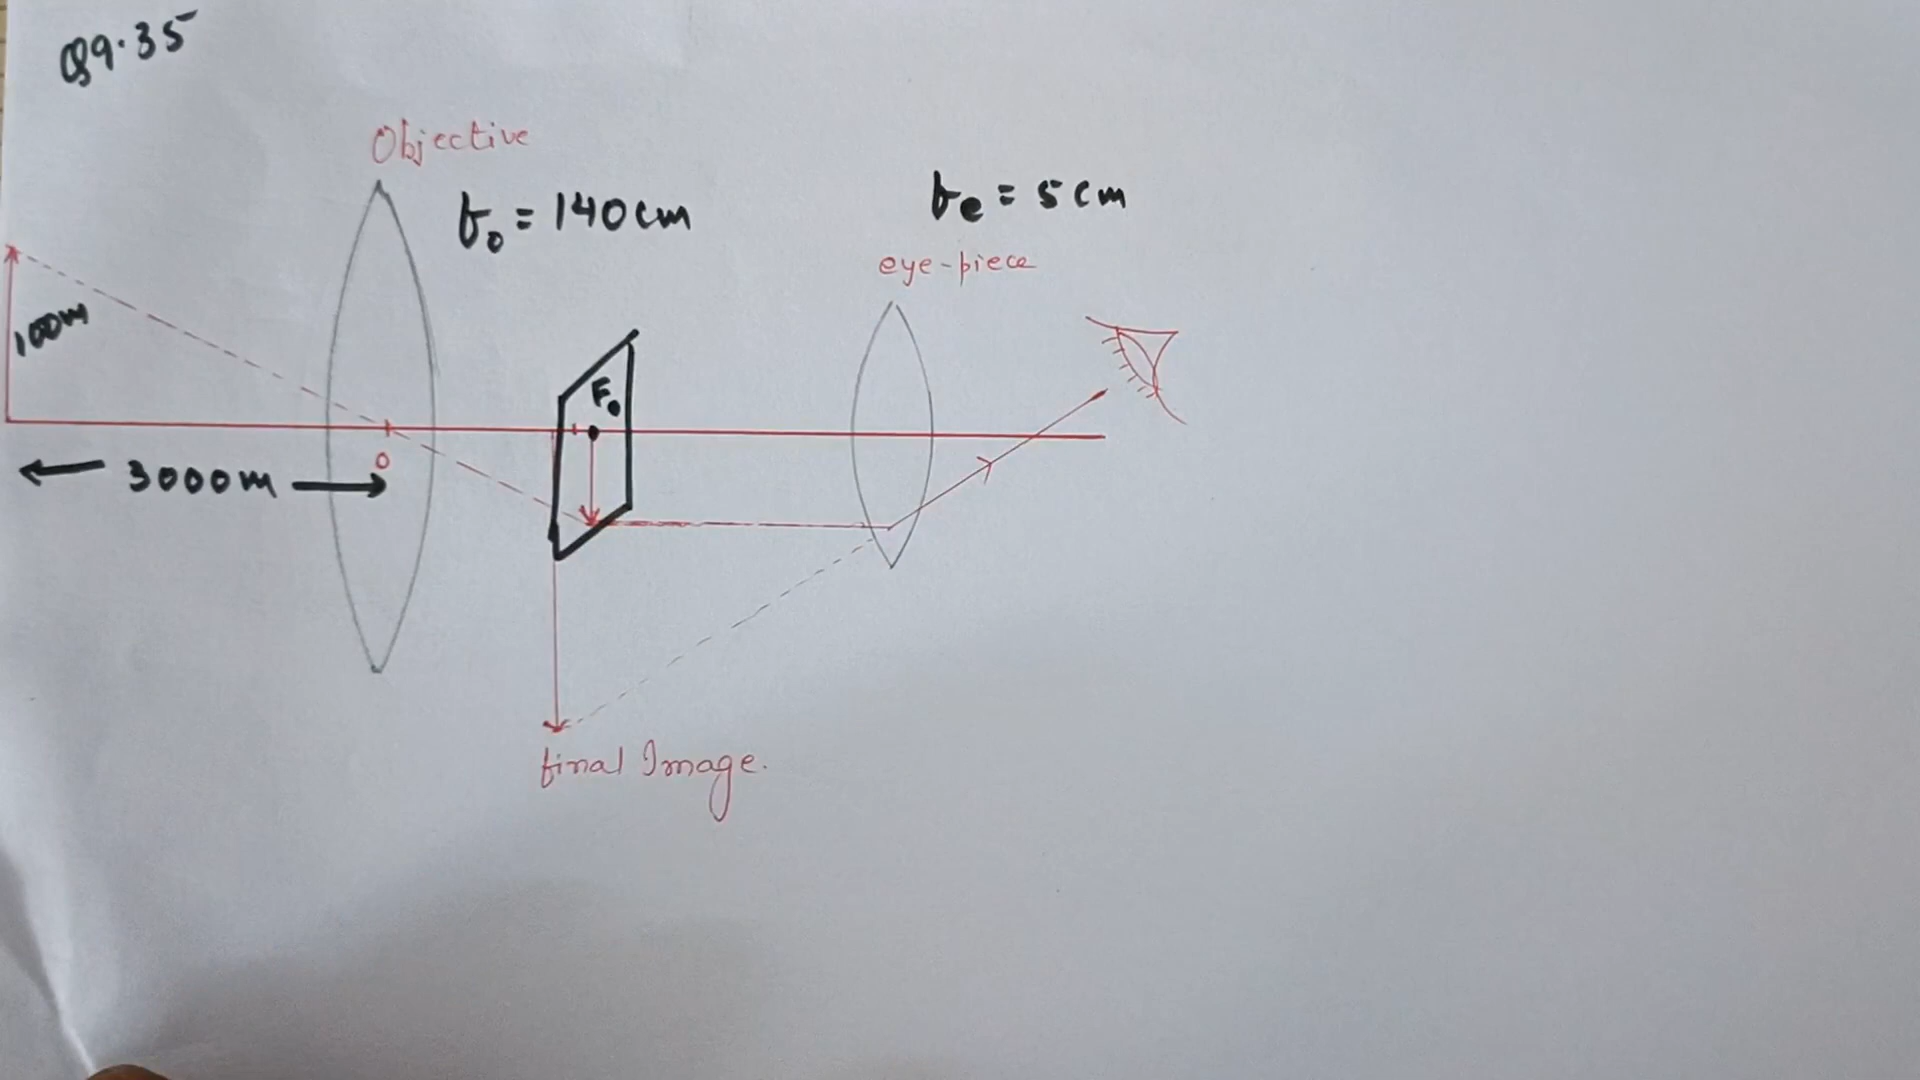 Q9.35
Objective
fo = 140cm
fe = 5cm
eye-piece
100m
Fo
O
3000m
final Image.